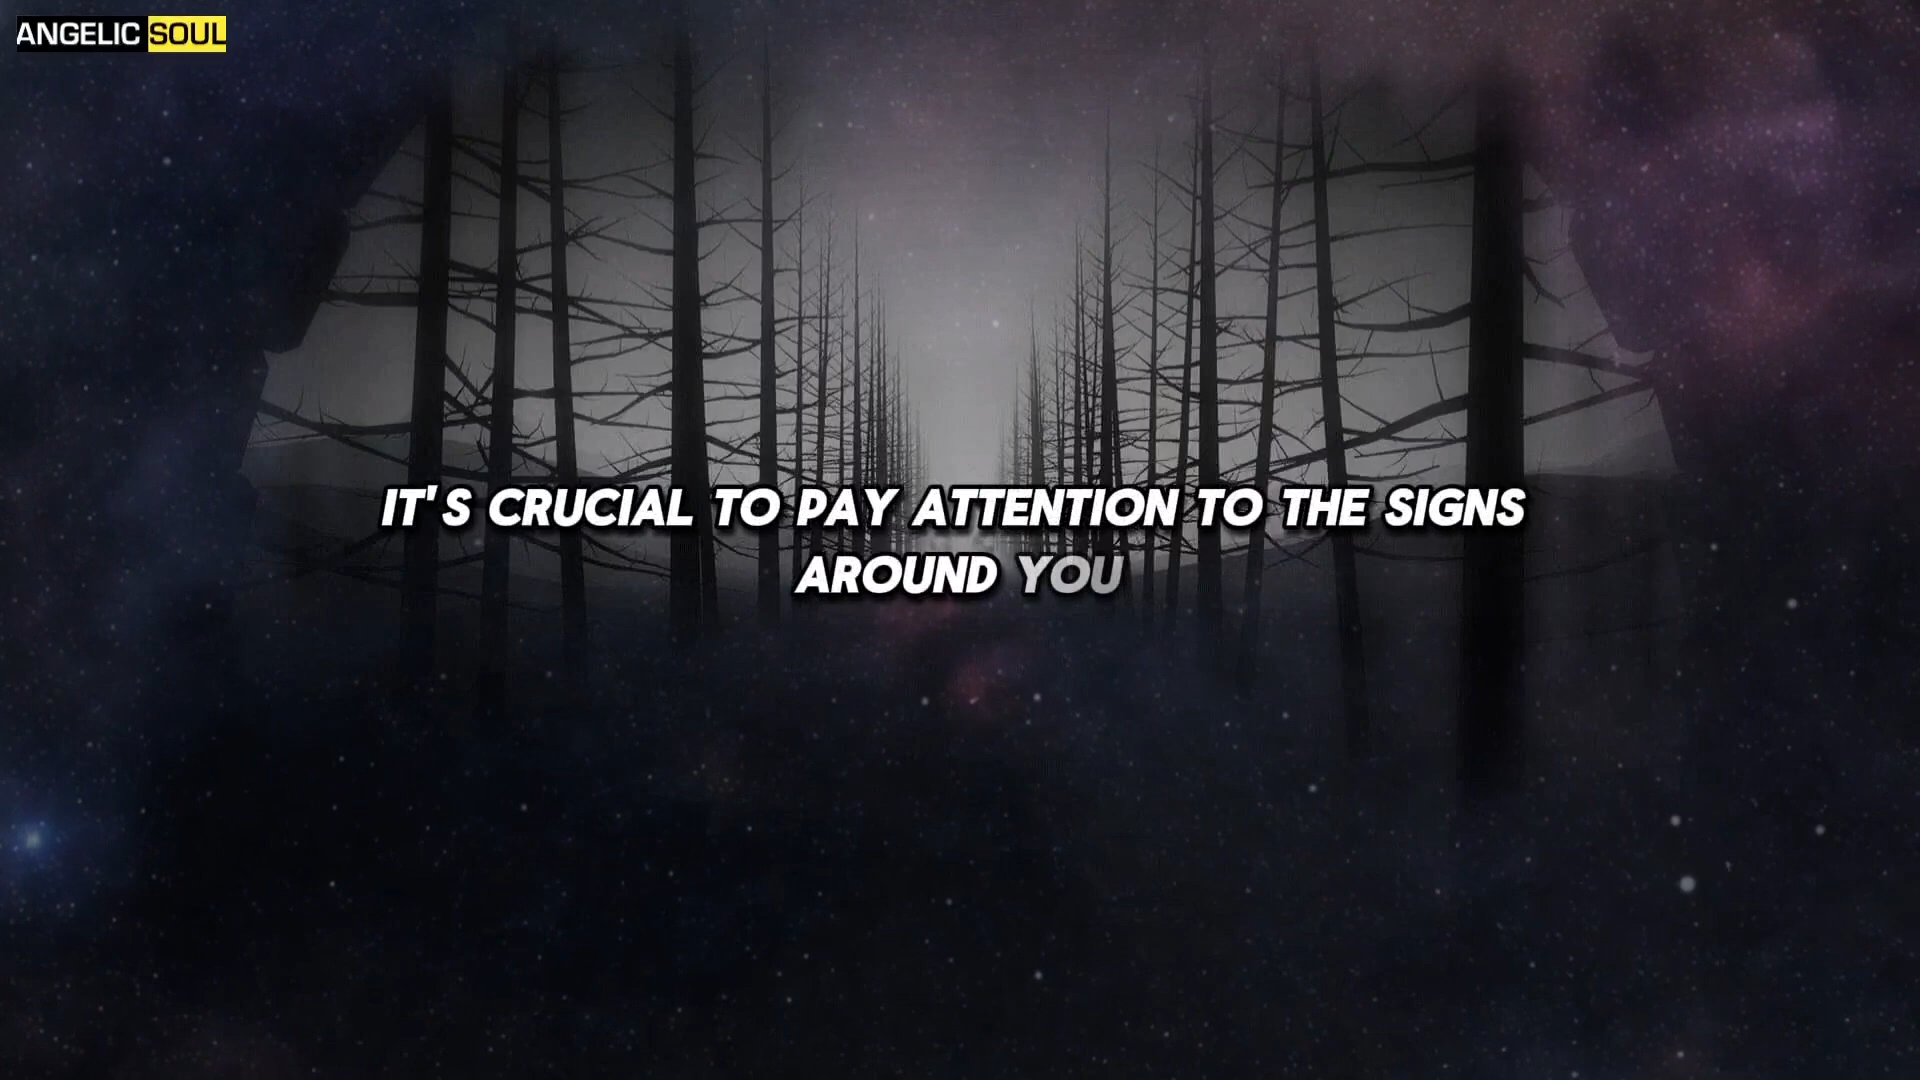 ANGELIC SOUL
IT'S CRUCIAL TO PAY ATTENTION TO THE SIGNS
AROUND YOU